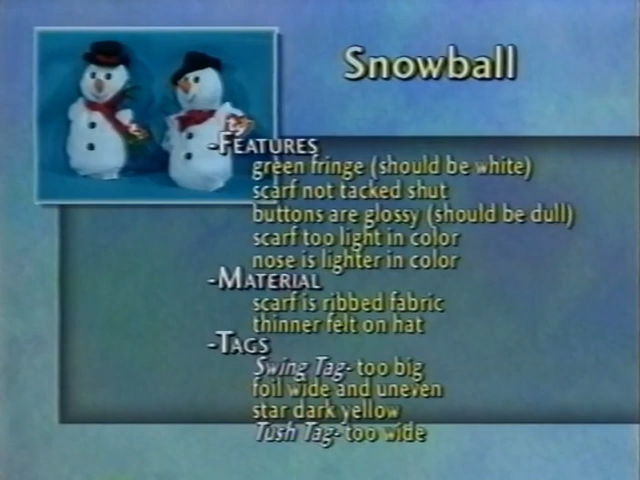 Snowball
-FEATURES
green fringe (should be white)
scarf not tacked shut
buttons are glossy (should be dull)
scarf too light in color
nose is lighter in color
-MATERIAL
scarf is ribbed fabric
thinner felt on hat
-TAGS
Swing Tag- too big
foil wide and uneven
star dark yellow
Tush Tag- too wide